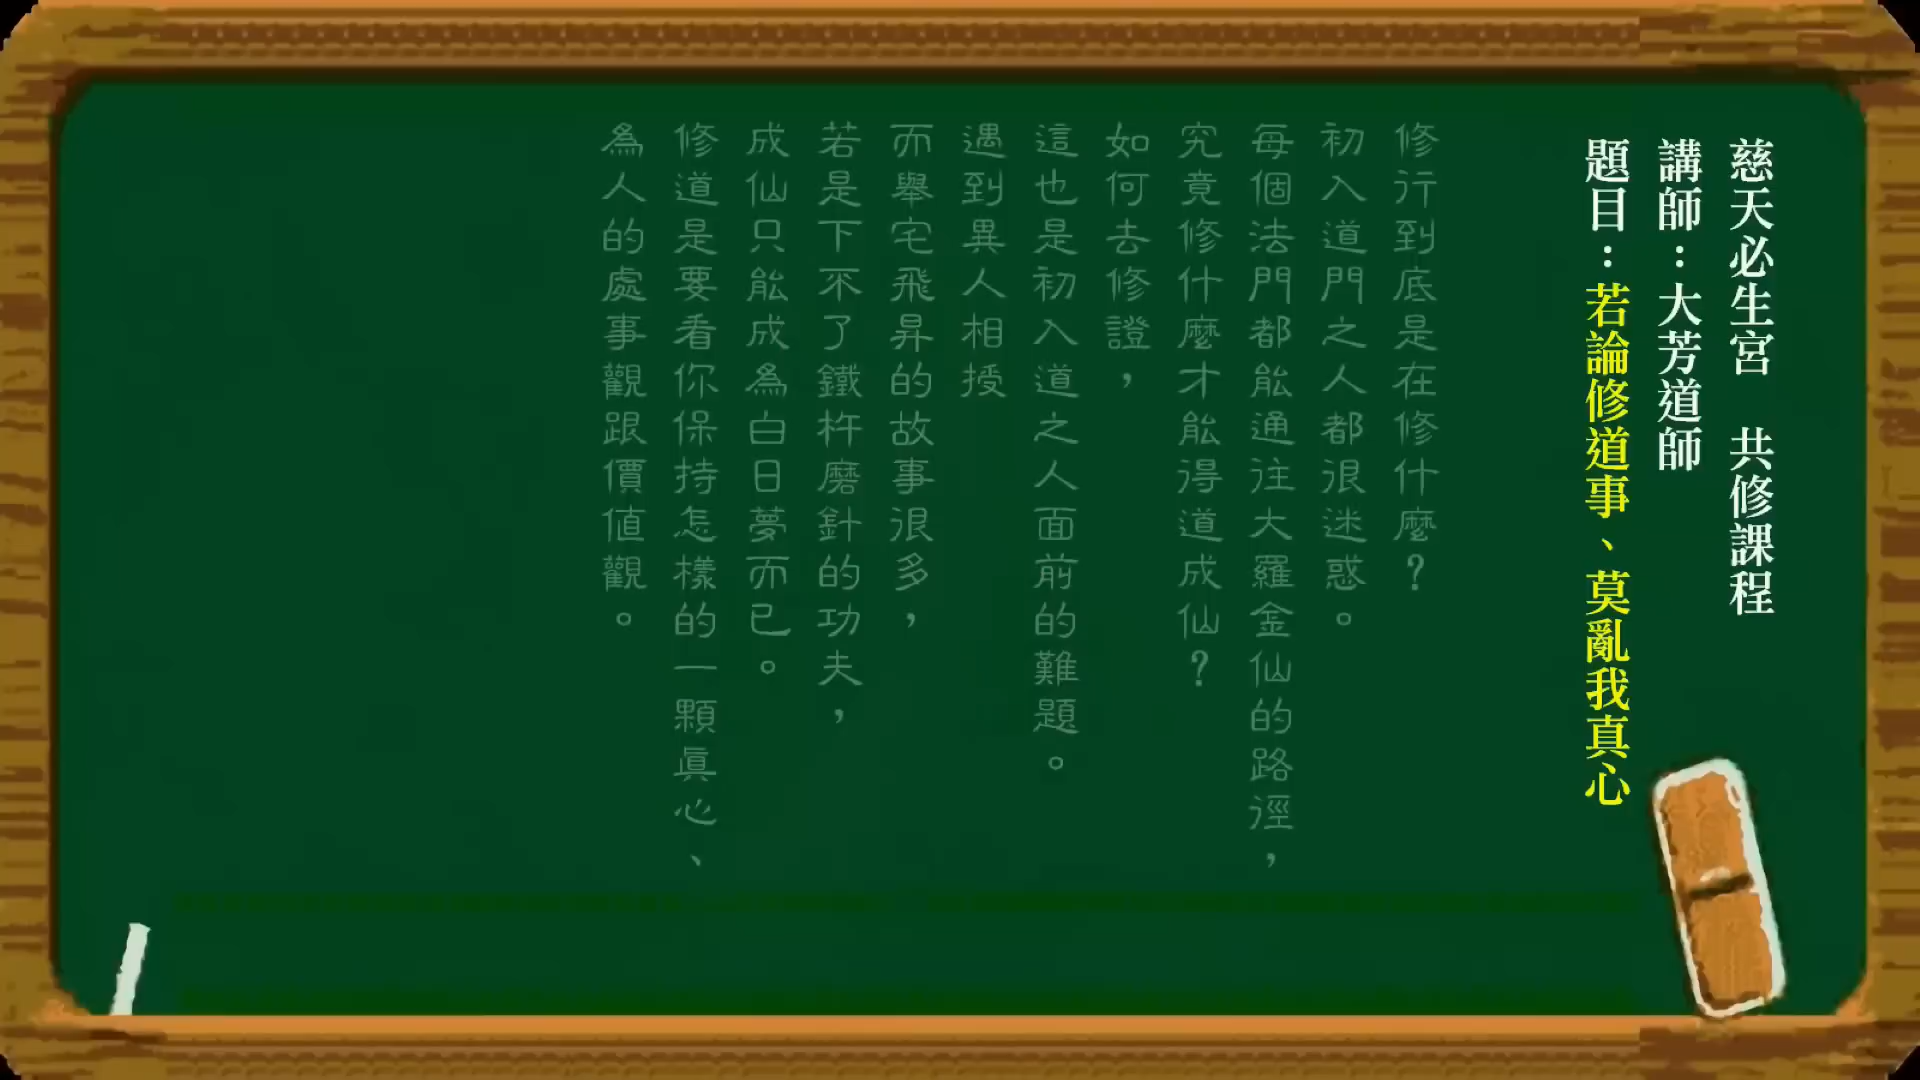 慈天必生宮　共修課程
講師：大芳道師
題目：若論修道事、莫亂我真心
修行到底是在修什麼？
初入道門之人都很迷惑。
每個法門都能通往大羅金仙的路徑，
究竟修什麼才能得道成仙？
如何去修證，
這也是初入道之人面前的難題。
遇到異人相授
而舉宅飛昇的故事很多，
若是下不了鐵杵磨針的功夫，
成仙只能成為白日夢而已。
修道是要看你保持怎樣的一顆真心、
為人的處事觀跟價值觀。